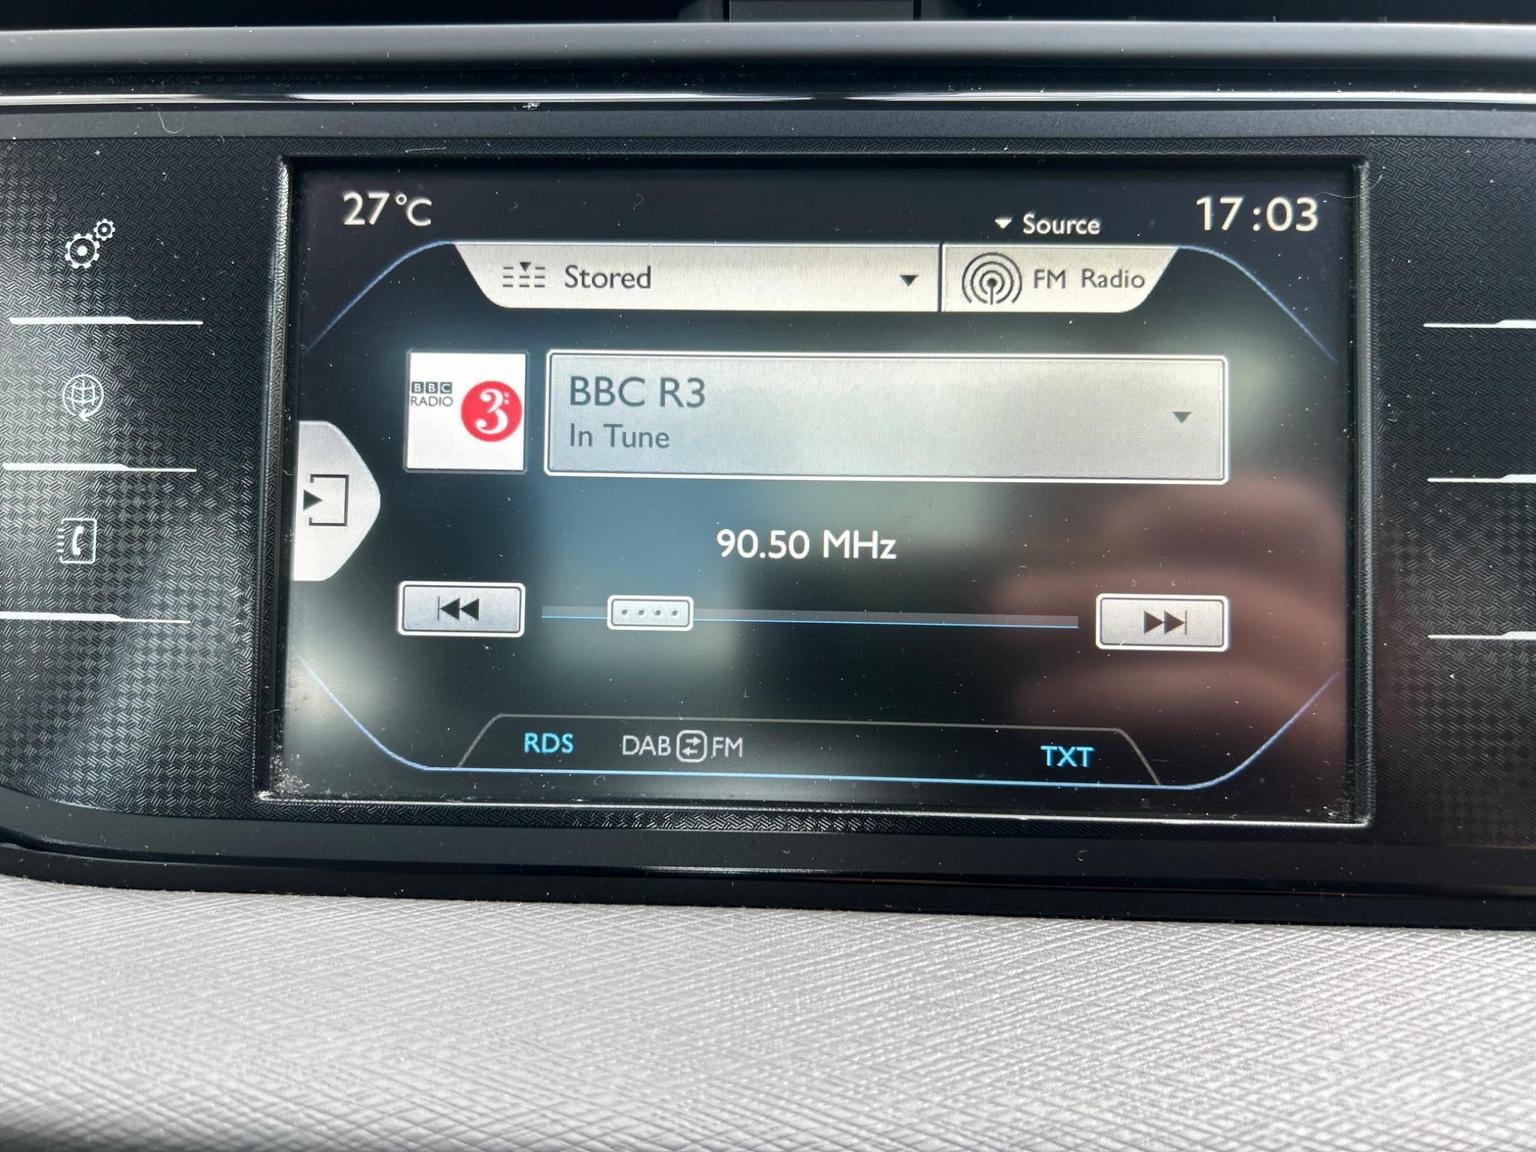 27°C
Source
17:03
Stored
FM Radio
BBC
RADIO
3
BBC R3
In Tune
90.50 MHz
RDS
DAB FM
TXT